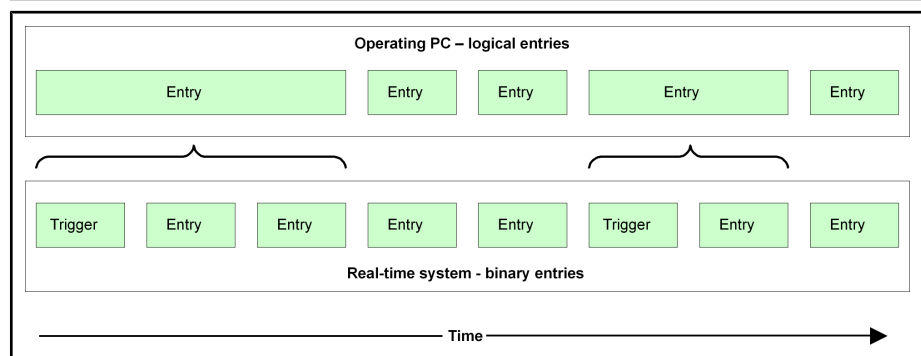 Operating PC – logical entries
Entry Entry Entry Entry Entry
Trigger Entry Entry Entry Entry Trigger Entry Entry
Real-time system - binary entries
Time